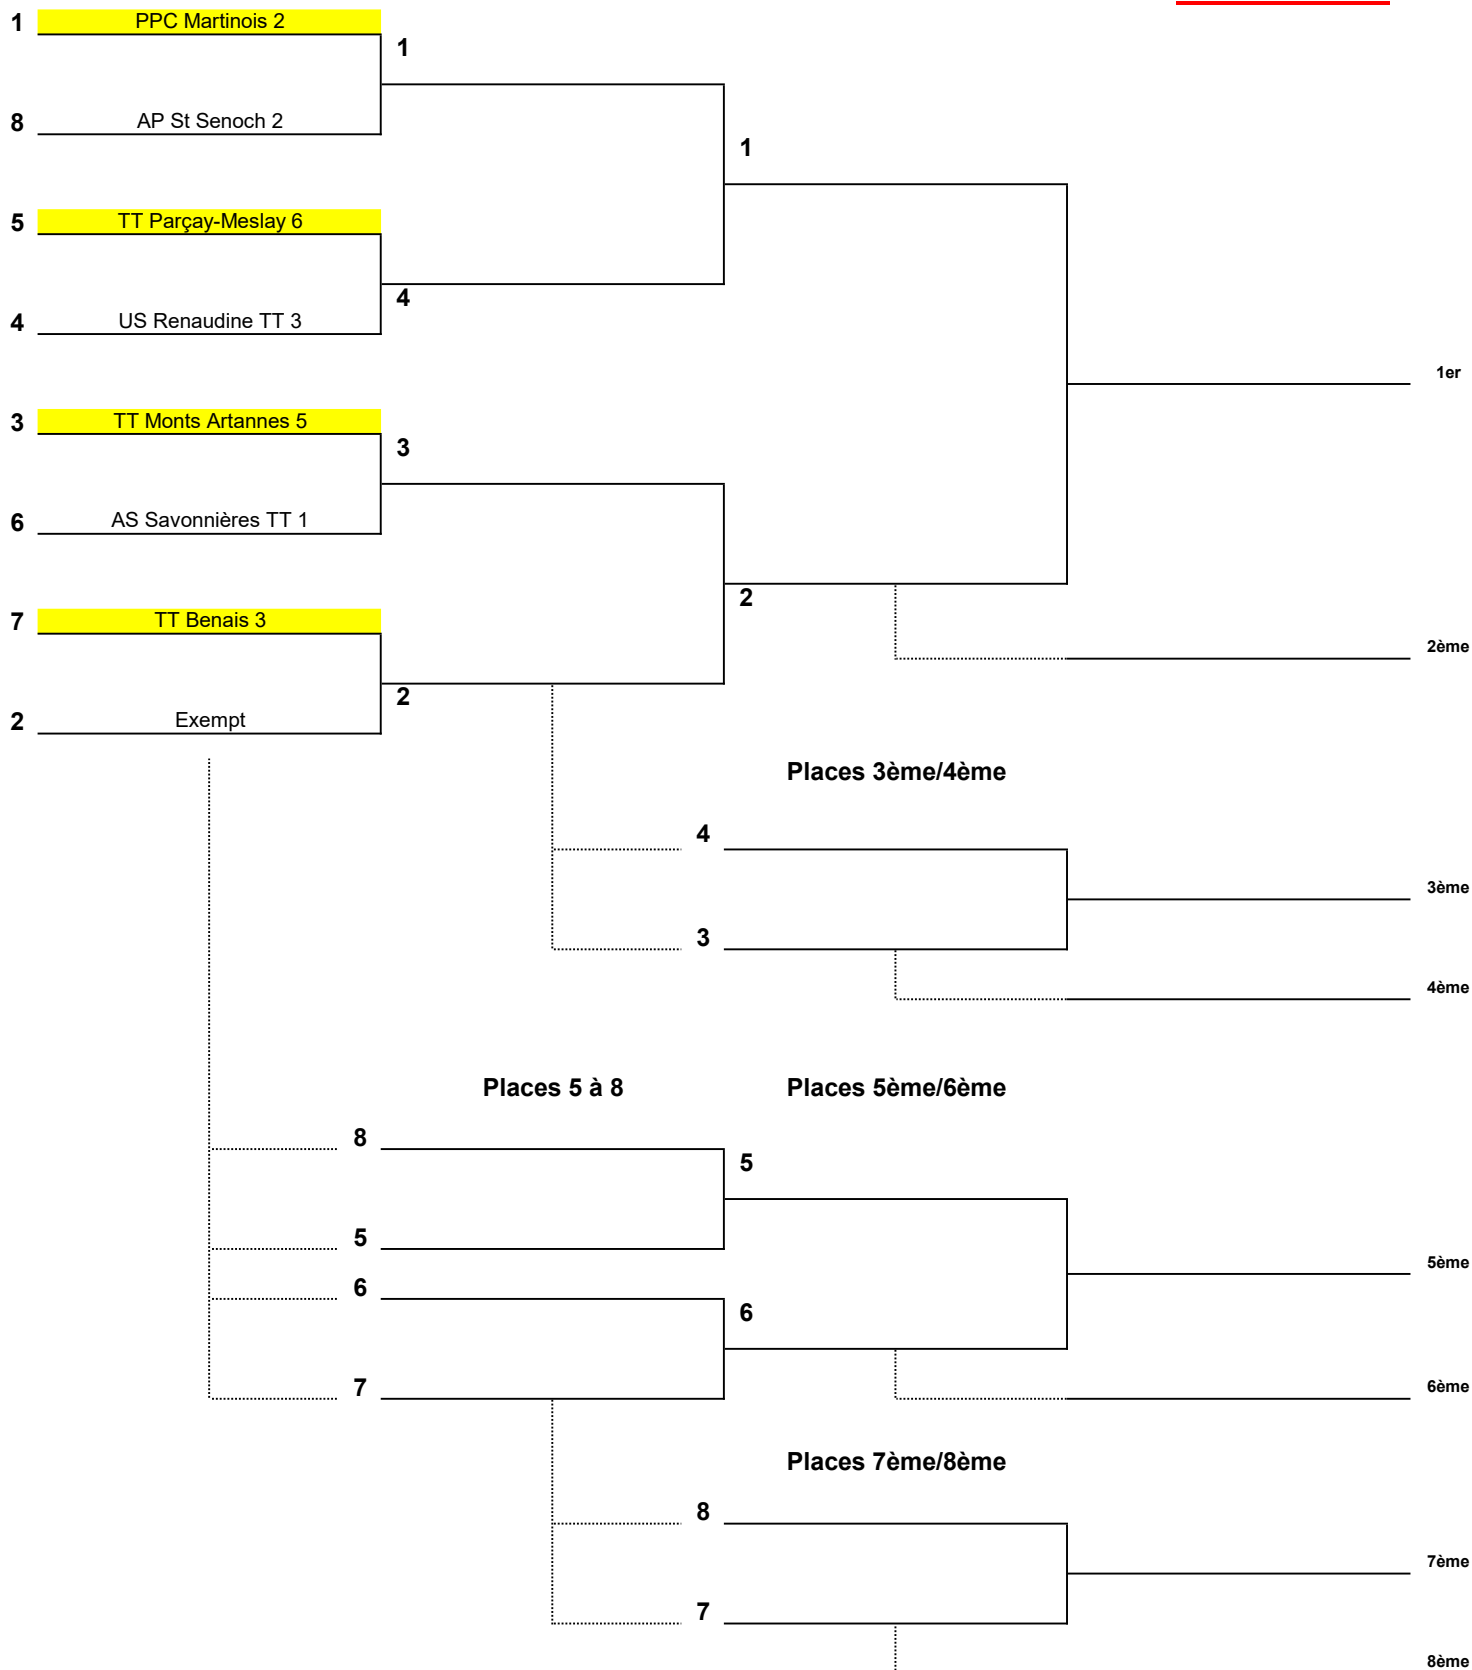 1 PPC Martinois 2
1
8 AP St Senoch 2
1
5 TT Parçay-Meslay 6
4
4 US Renaudine TT 3
1er
3 TT Monts Artannes 5
3
6 AS Savonnières TT 1
2
7 TT Benais 3
2ème
2
2 Exempt
Places 3ème/4ème
4
3ème
3
4ème
Places 5 à 8 Places 5ème/6ème
8
5
5
5ème
6
6
7
6ème
Places 7ème/8ème
8
7ème
7
8ème